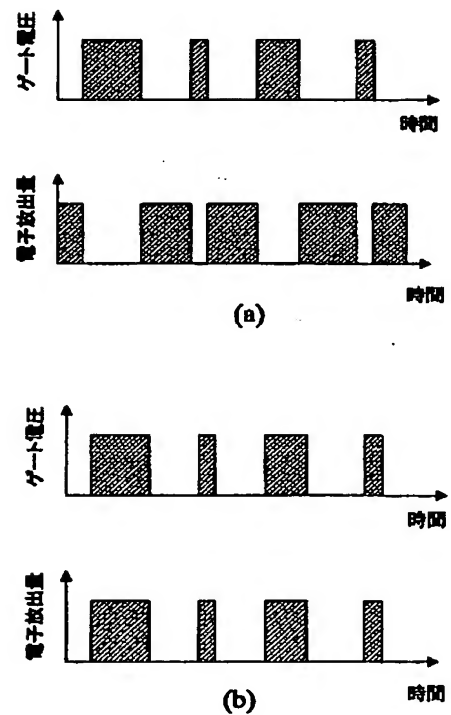 ゲート電圧
時間
電子放出量
時間
(a)
ゲート電圧
時間
電子放出量
時間
(b)